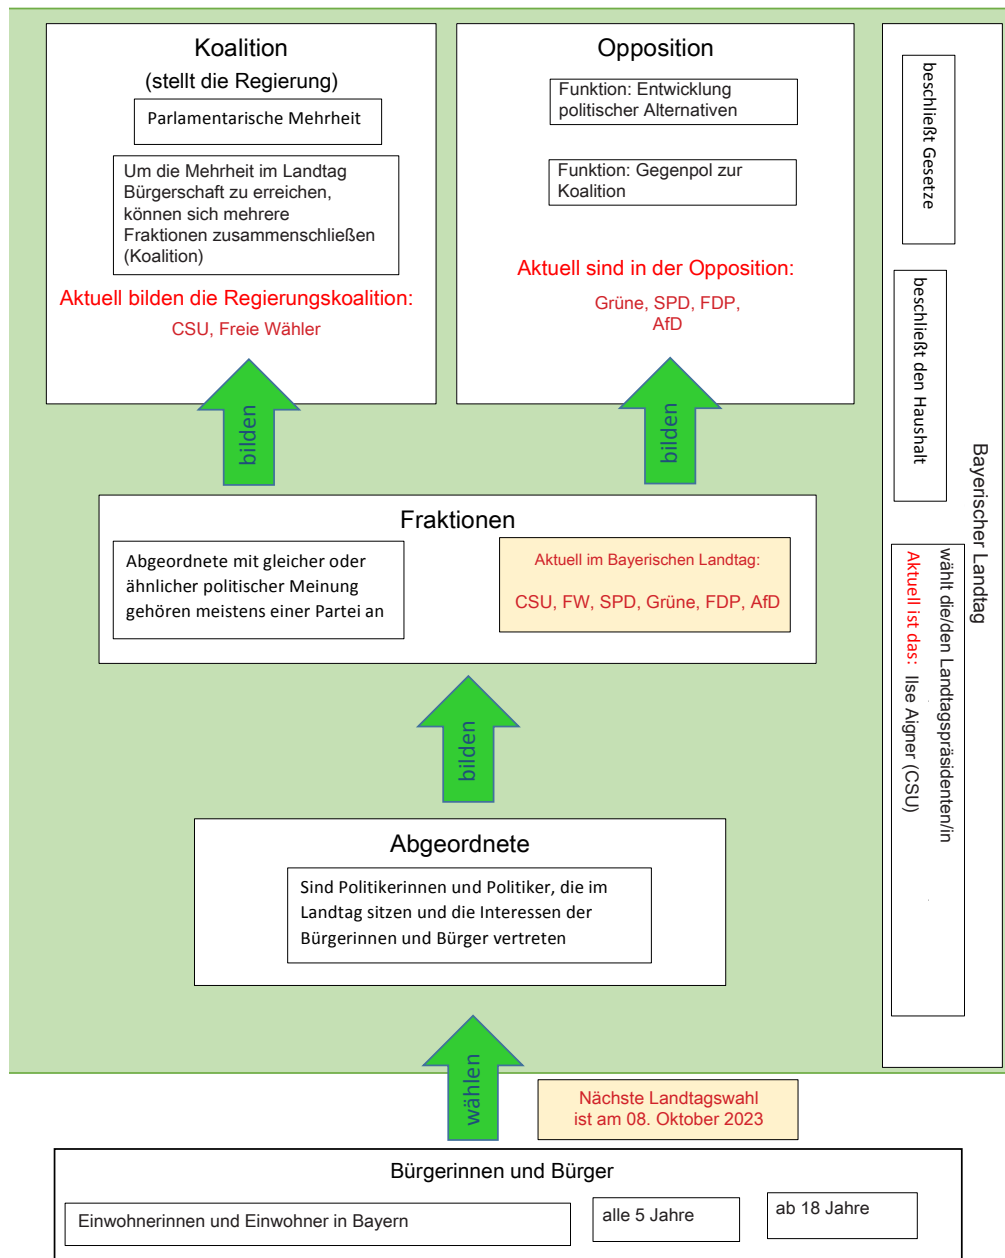 Koalition
(stellt die Regierung)
Parlamentarische Mehrheit
Um die Mehrheit im Landtag
Bürgerschaft zu erreichen,
können sich mehrere
Fraktionen zusammenschließen
(Koalition)
Aktuell bilden die Regierungskoalition:
CSU, Freie Wähler
bilden
Opposition
Funktion: Entwicklung
politischer Alternativen
Funktion: Gegenpol zur
Koalition
Aktuell sind in der Opposition:
Grüne, SPD, FDP,
AfD
bilden
Bayerischer Landtag
beschließt Gesetze
beschließt den Haushalt
wählt die/den Landtagspräsidenten/in
Aktuell ist das: Ilse Aigner (CSU)
Fraktionen
Abgeordnete mit gleicher oder
ähnlicher politischer Meinung
gehören meistens einer Partei an
Aktuell im Bayerischen Landtag:
CSU, FW, SPD, Grüne, FDP, AfD
bilden
Abgeordnete
Sind Politikerinnen und Politiker, die im
Landtag sitzen und die Interessen der
Bürgerinnen und Bürger vertreten
wählen
Nächste Landtagswahl
ist am 08. Oktober 2023
Bürgerinnen und Bürger
Einwohnerinnen und Einwohner in Bayern
alle 5 Jahre
ab 18 Jahre